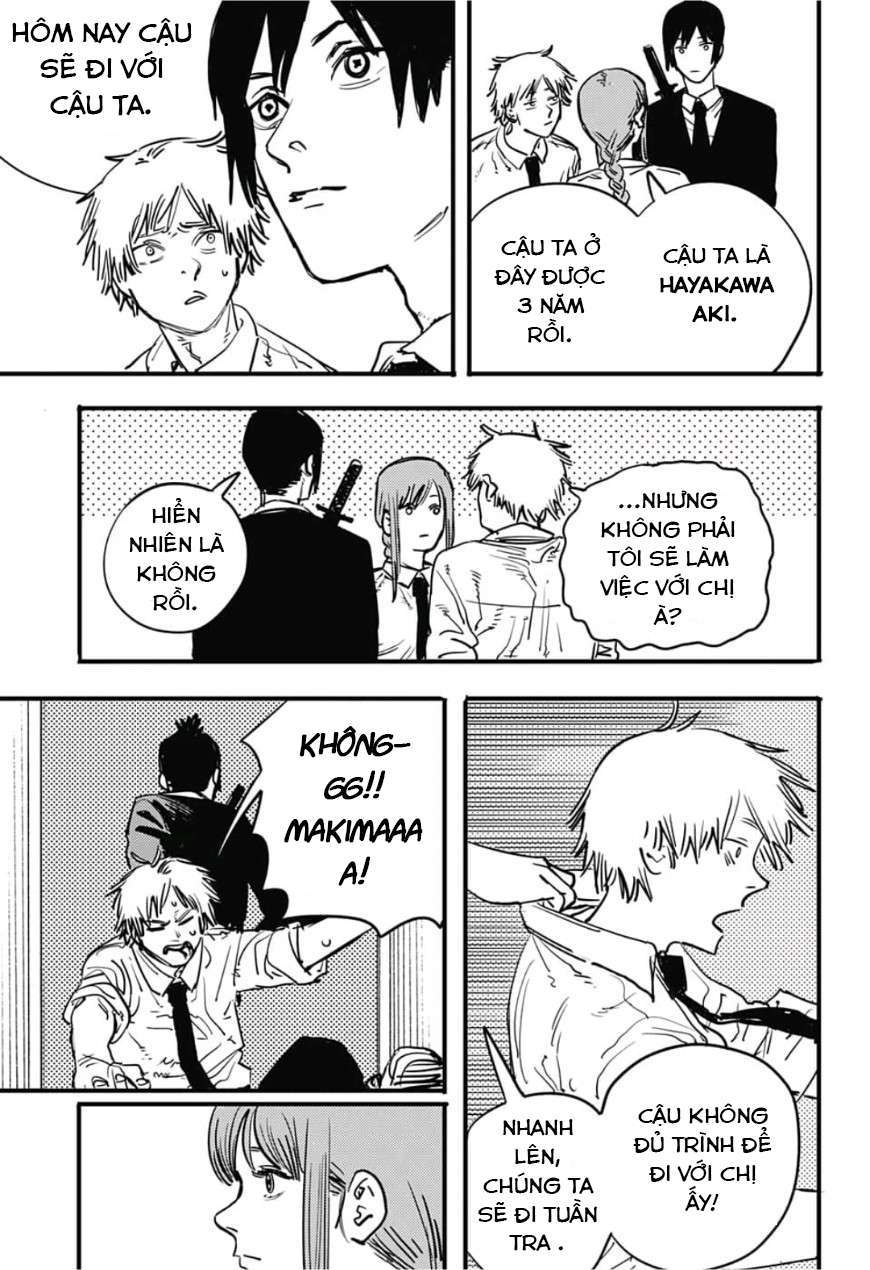 CẬU TA LÀ
HAYAKAWA
AKI.
CẬU TA Ở
ĐÂY ĐƯỢC
3 NĂM
RỒI.
HÔM NAY CẬU
SẼ ĐI VỚI
CẬU TA.
...NHƯNG
KHÔNG PHẢI
TÔI SẼ LÀM
VIỆC VỚI CHỊ
À?
HIỂN
NHIÊN LÀ
KHÔNG
RỒI.
CẬU KHÔNG
ĐỦ TRÌNH ĐỂ
ĐI VỚI CHỊ
ẤY!
NHANH
LÊN,
CHÚNG TA
SẼ ĐI TUẦN
TRA .
KHÔNG-
GG!!
MAKIMAAA
A!